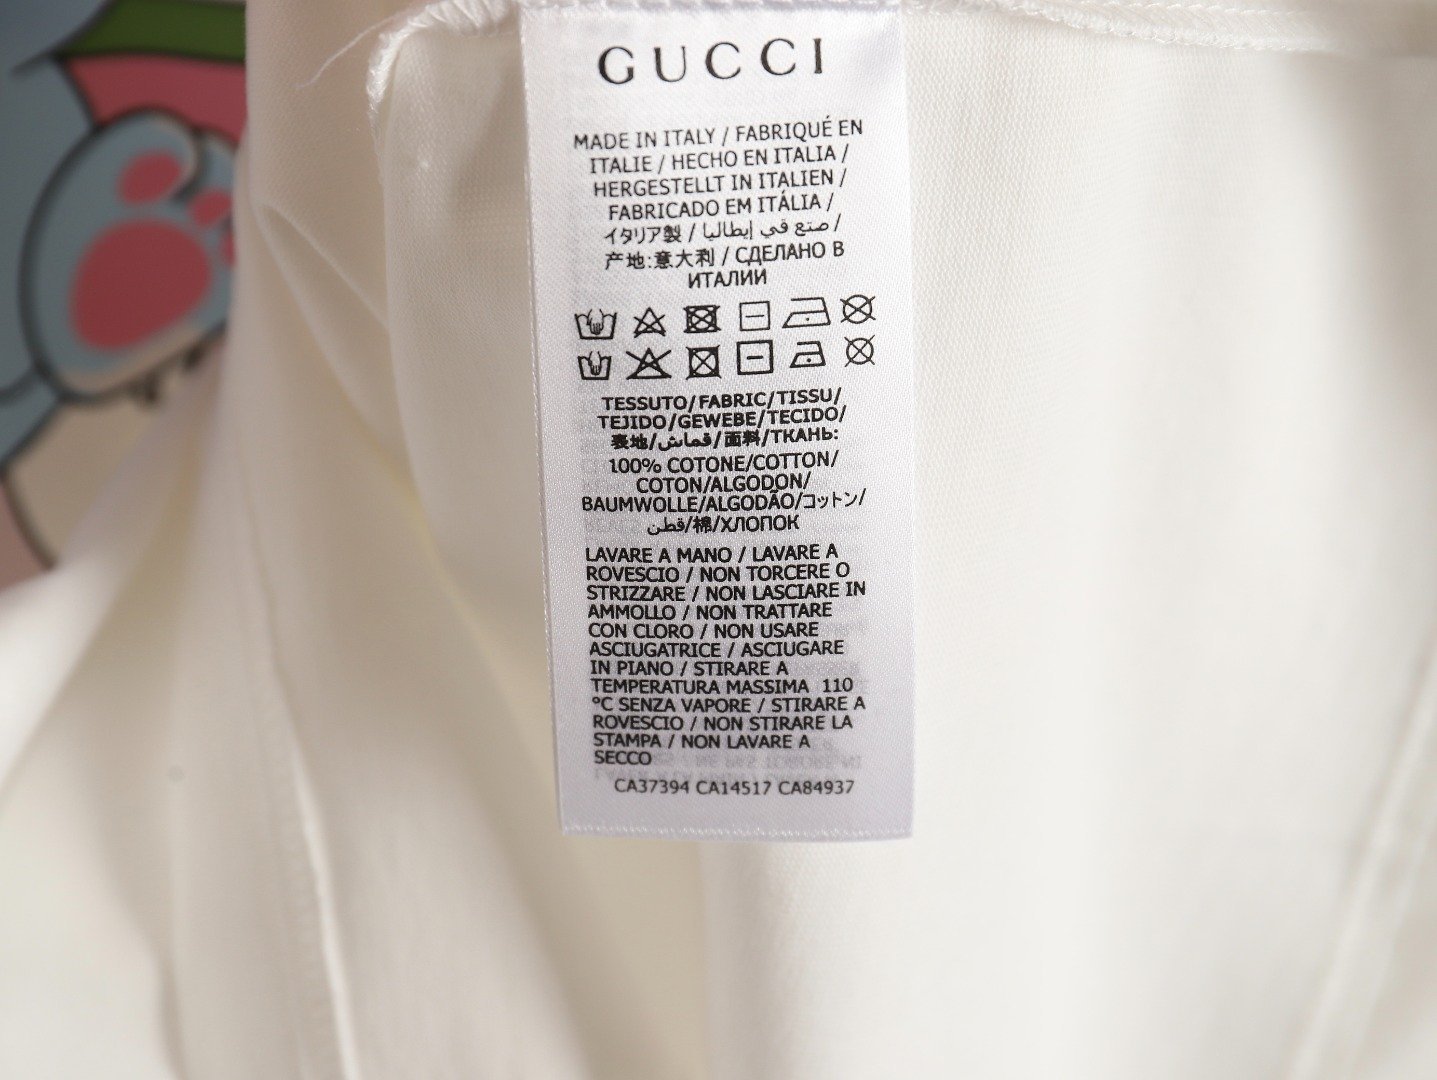 GUCCI
MADE IN ITALY / FABRIQUÉ EN
ITALIE / HECHO EN ITALIA /
HERGESTELLT IN ITALIEN /
FABRICADO EM ITÁLIA /
イタリア製 / صنع في إيطاليا /
产地:意大利 / СДЕЛАНО В
ИТАЛИИ
TESSUTO/FABRIC/TISSU/
TEJIDO/GEWEBE/TECIDO/
表地/قماش/面料/ТКАНЬ:
100% COTONE/COTTON/
COTON/ALGODON/
BAUMWOLLE/ALGODÃO/コットン/
قطن/棉/ХЛОПОК
LAVARE A MANO / LAVARE A
ROVESCIO / NON TORCERE O
STRIZZARE / NON LASCIARE IN
AMMOLLO / NON TRATTARE
CON CLORO / NON USARE
ASCIUGATRICE / ASCIUGARE
IN PIANO / STIRARE A
TEMPERATURA MASSIMA 110
°C SENZA VAPORE / STIRARE A
ROVESCIO / NON STIRARE LA
STAMPA / NON LAVARE A
SECCO
CA37394 CA14517 CA84937